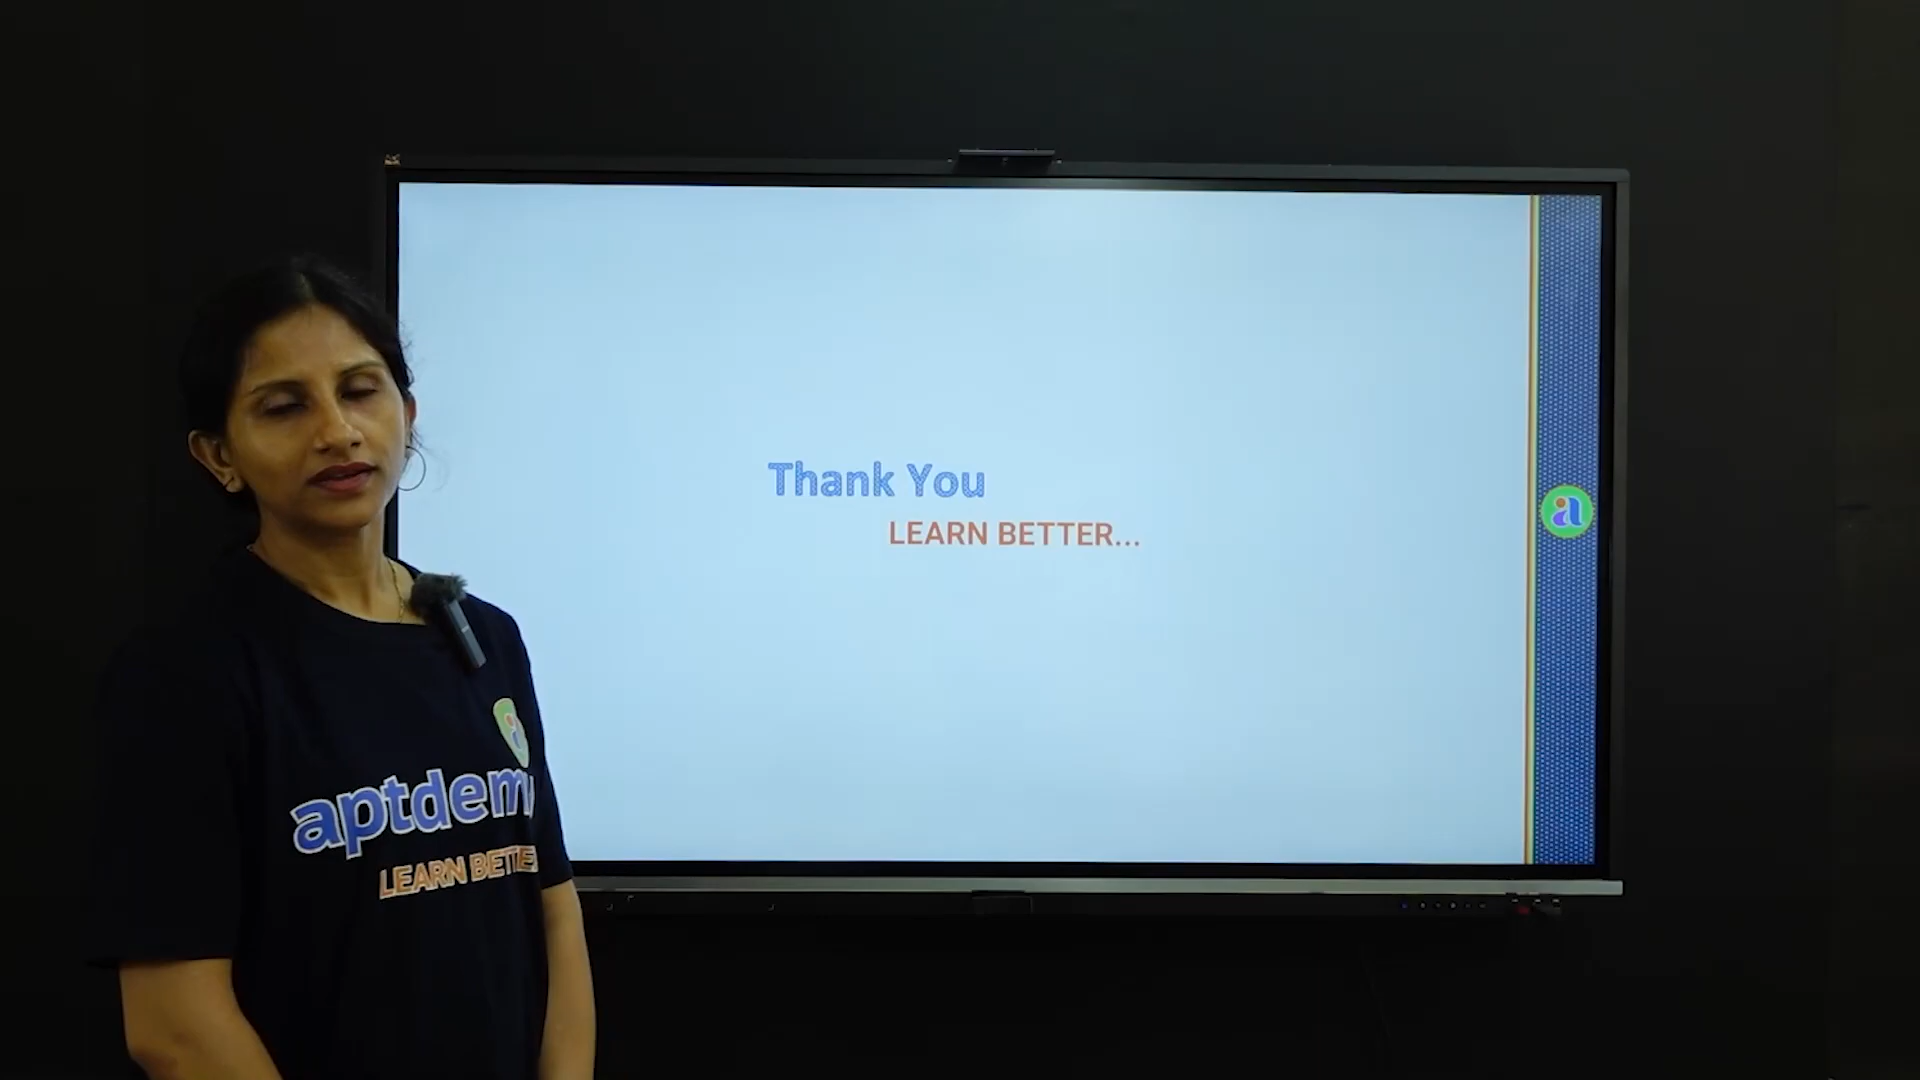 Thank You
LEARN BETTER...
a
aptdem
LEARN BETTE